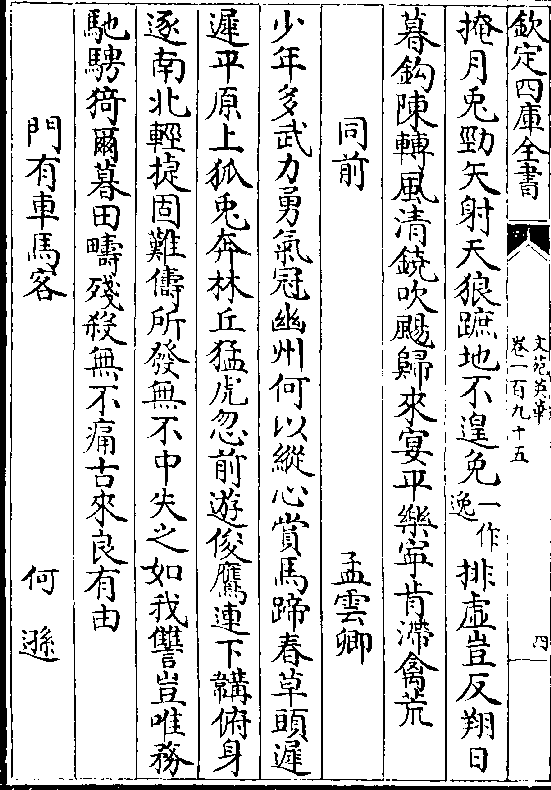 欽定四庫全書
文苑英華
卷一百九十五
四
掩月兎勁矢射天狼蹠地不遑免一作逸排虛豈反翔日
暮鈎陳轉風清鐃吹颺歸來宴平樂寜肯滯禽荒
同前 孟雲卿
少年多武力勇氣冠幽州何以縱心賞馬蹄春草頭遲
遲平原上狐兎奔林丘猛虎忽前遊俊鷹連下韝俯身
逐南北輕捷固難儔所發無不中失之如我讐豈唯務
馳騁猗爾暮田疇殘殺無不痛古來良有由
門有車馬客 何遜